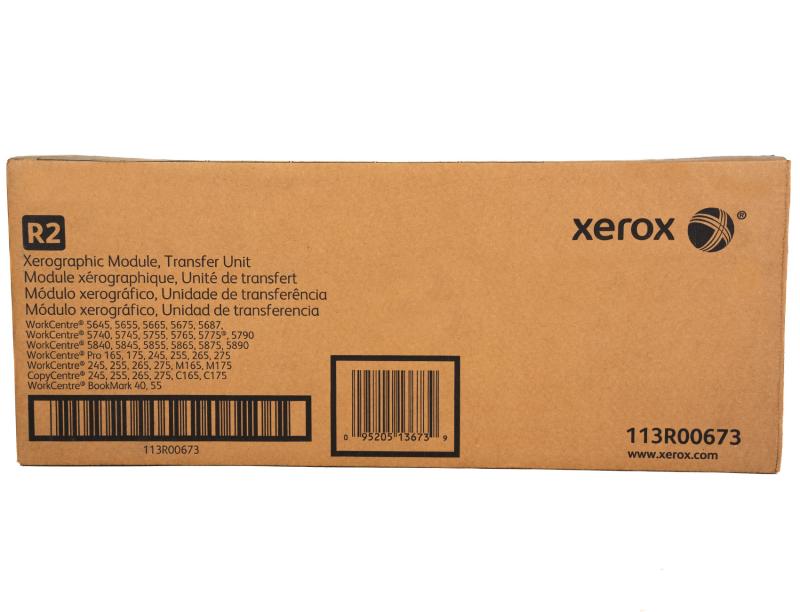 R2
Xerographic Module, Transfer Unit
Module xérographique, Unité de transfert
Módulo xerográfico, Unidade de transferência
Módulo xerográfico, Unidad de transferencia
WorkCentre® 5645, 5655, 5665, 5675, 5687,
WorkCentre® 5740, 5745, 5755, 5765, 5775®, 5790
WorkCentre® 5840, 5845, 5855, 5865, 5875, 5890
WorkCentre® Pro 165, 175, 245, 255, 265, 275
WorkCentre® 245, 255, 265, 275, M165, M175
CopyCentre® 245, 255, 265, 275, C165, C175
WorkCentre® BookMark 40, 55
113R00673
0 95205 13673 9
xerox®
113R00673
www.xerox.com